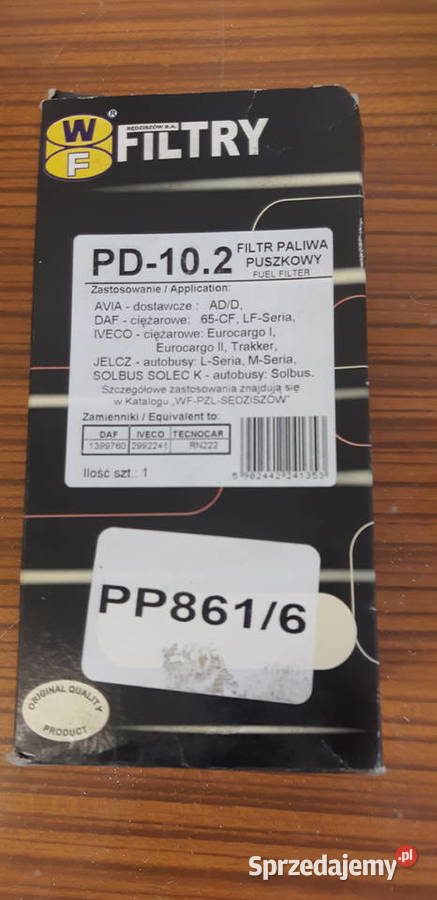 WF
®
SĘDZISZÓW S.A.
FILTRY
PD-10.2 FILTR PALIWA
PUSZKOWY
FUEL FILTER
Zastosowanie / Application:
AVIA - dostawcze : AD/D,
DAF - ciężarowe: 65-CF, LF-Seria,
IVECO - ciężarowe: Eurocargo I,
Eurocargo II, Trakker,
JELCZ - autobusy: L-Seria, M-Seria,
SOLBUS SOLEC K - autobusy: Solbus.
Szczegółowe zastosowania znajdują się
w Katalogu „WF-PZL-SĘDZISZÓW”
Zamienniki / Equivalent to:
DAF IVECO TECNOCAR
1399760 2992241 RN222
Ilość szt.: 1
5 902442 241353
PP861/6
ORIGINAL QUALITY
PRODUCT
Sprzedajemy.pl